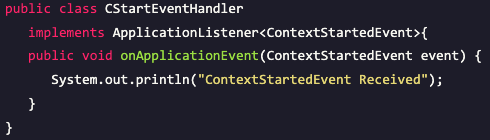 public class CStartEventHandler
implements ApplicationListener<ContextStartedEvent>{
public void onApplicationEvent(ContextStartedEvent event) {
System.out.println("ContextStartedEvent Received");
}
}